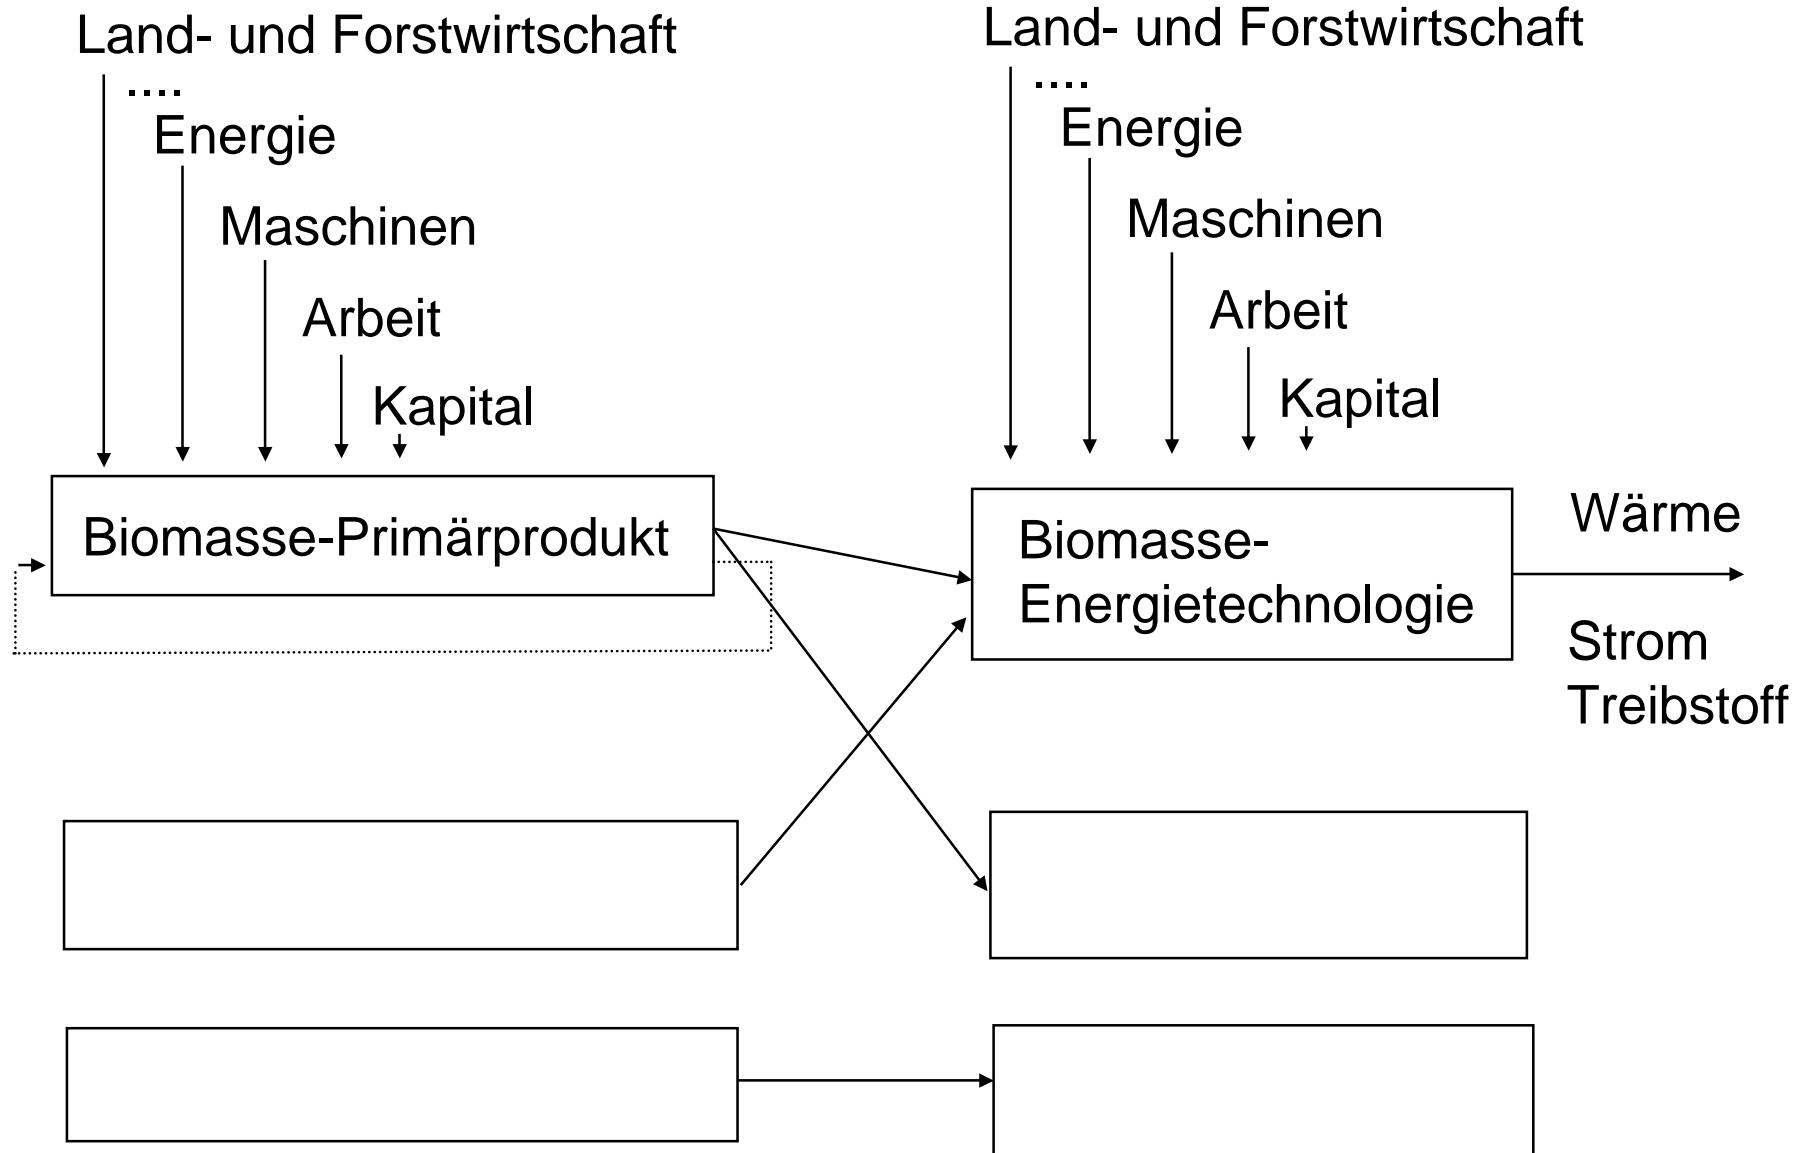 Land- und Forstwirtschaft
....
Energie
Maschinen
Arbeit
Kapital
Biomasse-Primärprodukt
Land- und Forstwirtschaft
....
Energie
Maschinen
Arbeit
Kapital
Biomasse-
Energietechnologie
Wärme
Strom
Treibstoff